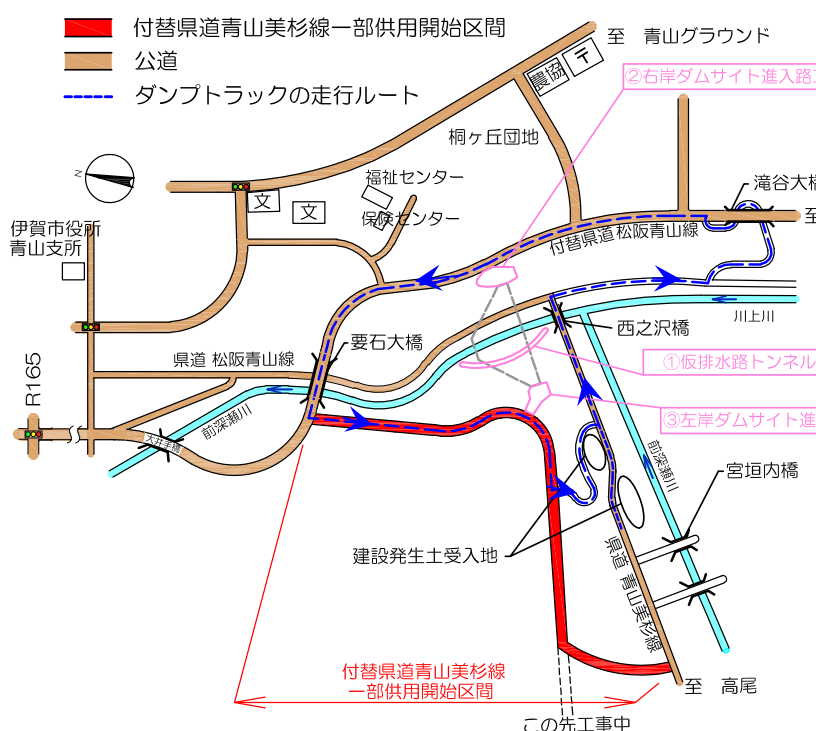 付替県道青山美杉線一部供用開始区間
公道
ダンプトラックの走行ルート
至 青山グラウンド
農協
〒
②右岸ダムサイト進入路工
桐ヶ丘団地
N
福祉センター
文
文
保険センター
滝谷大橋
至
伊賀市役所
青山支所
付替県道 松阪青山線
川上川
西之沢橋
要石大橋
県道 松阪青山線
①仮排水路トンネル
R165
③左岸ダムサイト進
前深瀬川
大井手橋
前深瀬川
宮垣内橋
建設発生土受入地
県道 青山美杉線
付替県道青山美杉線
一部供用開始区間
至 高尾
この先工事中